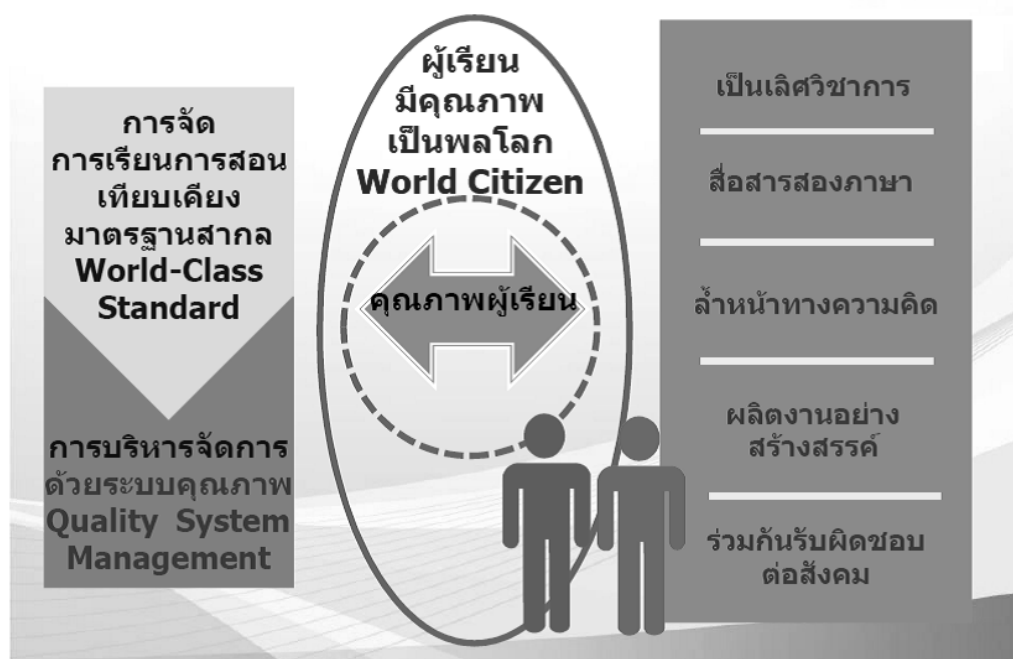 การจัด
การเรียนการสอน
เทียบเคียง
มาตรฐานสากล
World-Class
Standard
การบริหารจัดการ
ด้วยระบบคุณภาพ
Quality System
Management
ผู้เรียน
มีคุณภาพ
เป็นพลโลก
World Citizen
คุณภาพผู้เรียน
เป็นเลิศวิชาการ
สื่อสารสองภาษา
ล้ำหน้าทางความคิด
ผลิตงานอย่าง
สร้างสรรค์
ร่วมกันรับผิดชอบ
ต่อสังคม